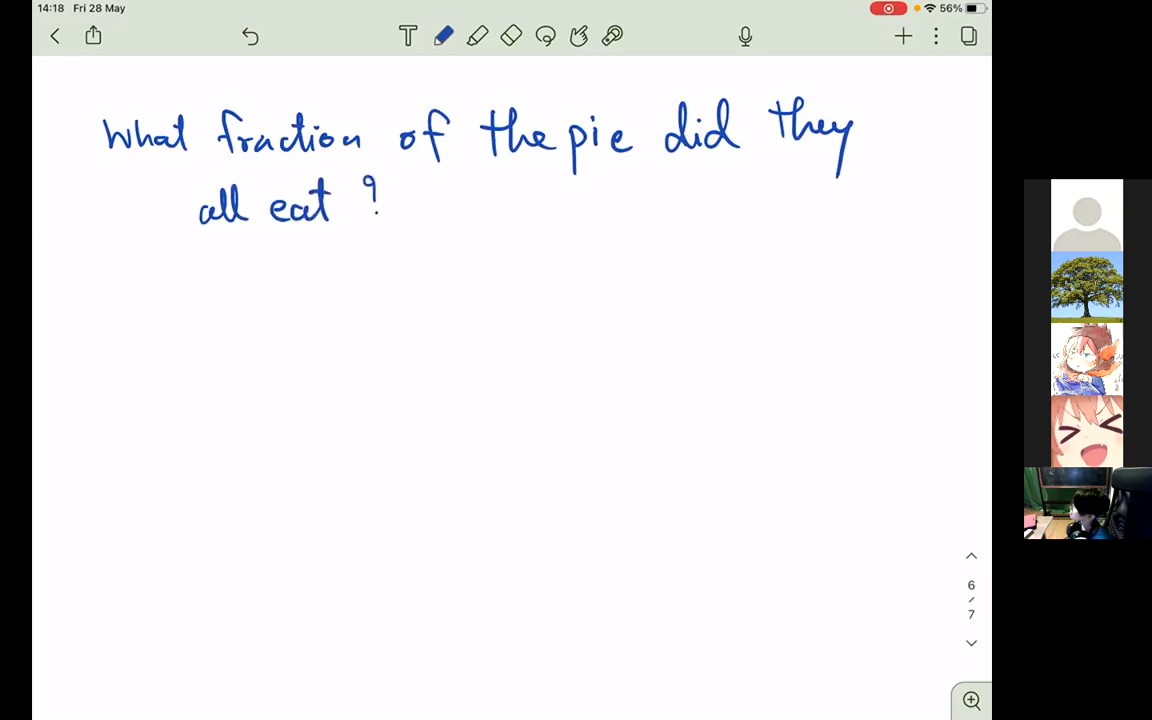 14:18 Fri 28 May
56%
What fraction of the pie did they
all eat ?
6
/
7